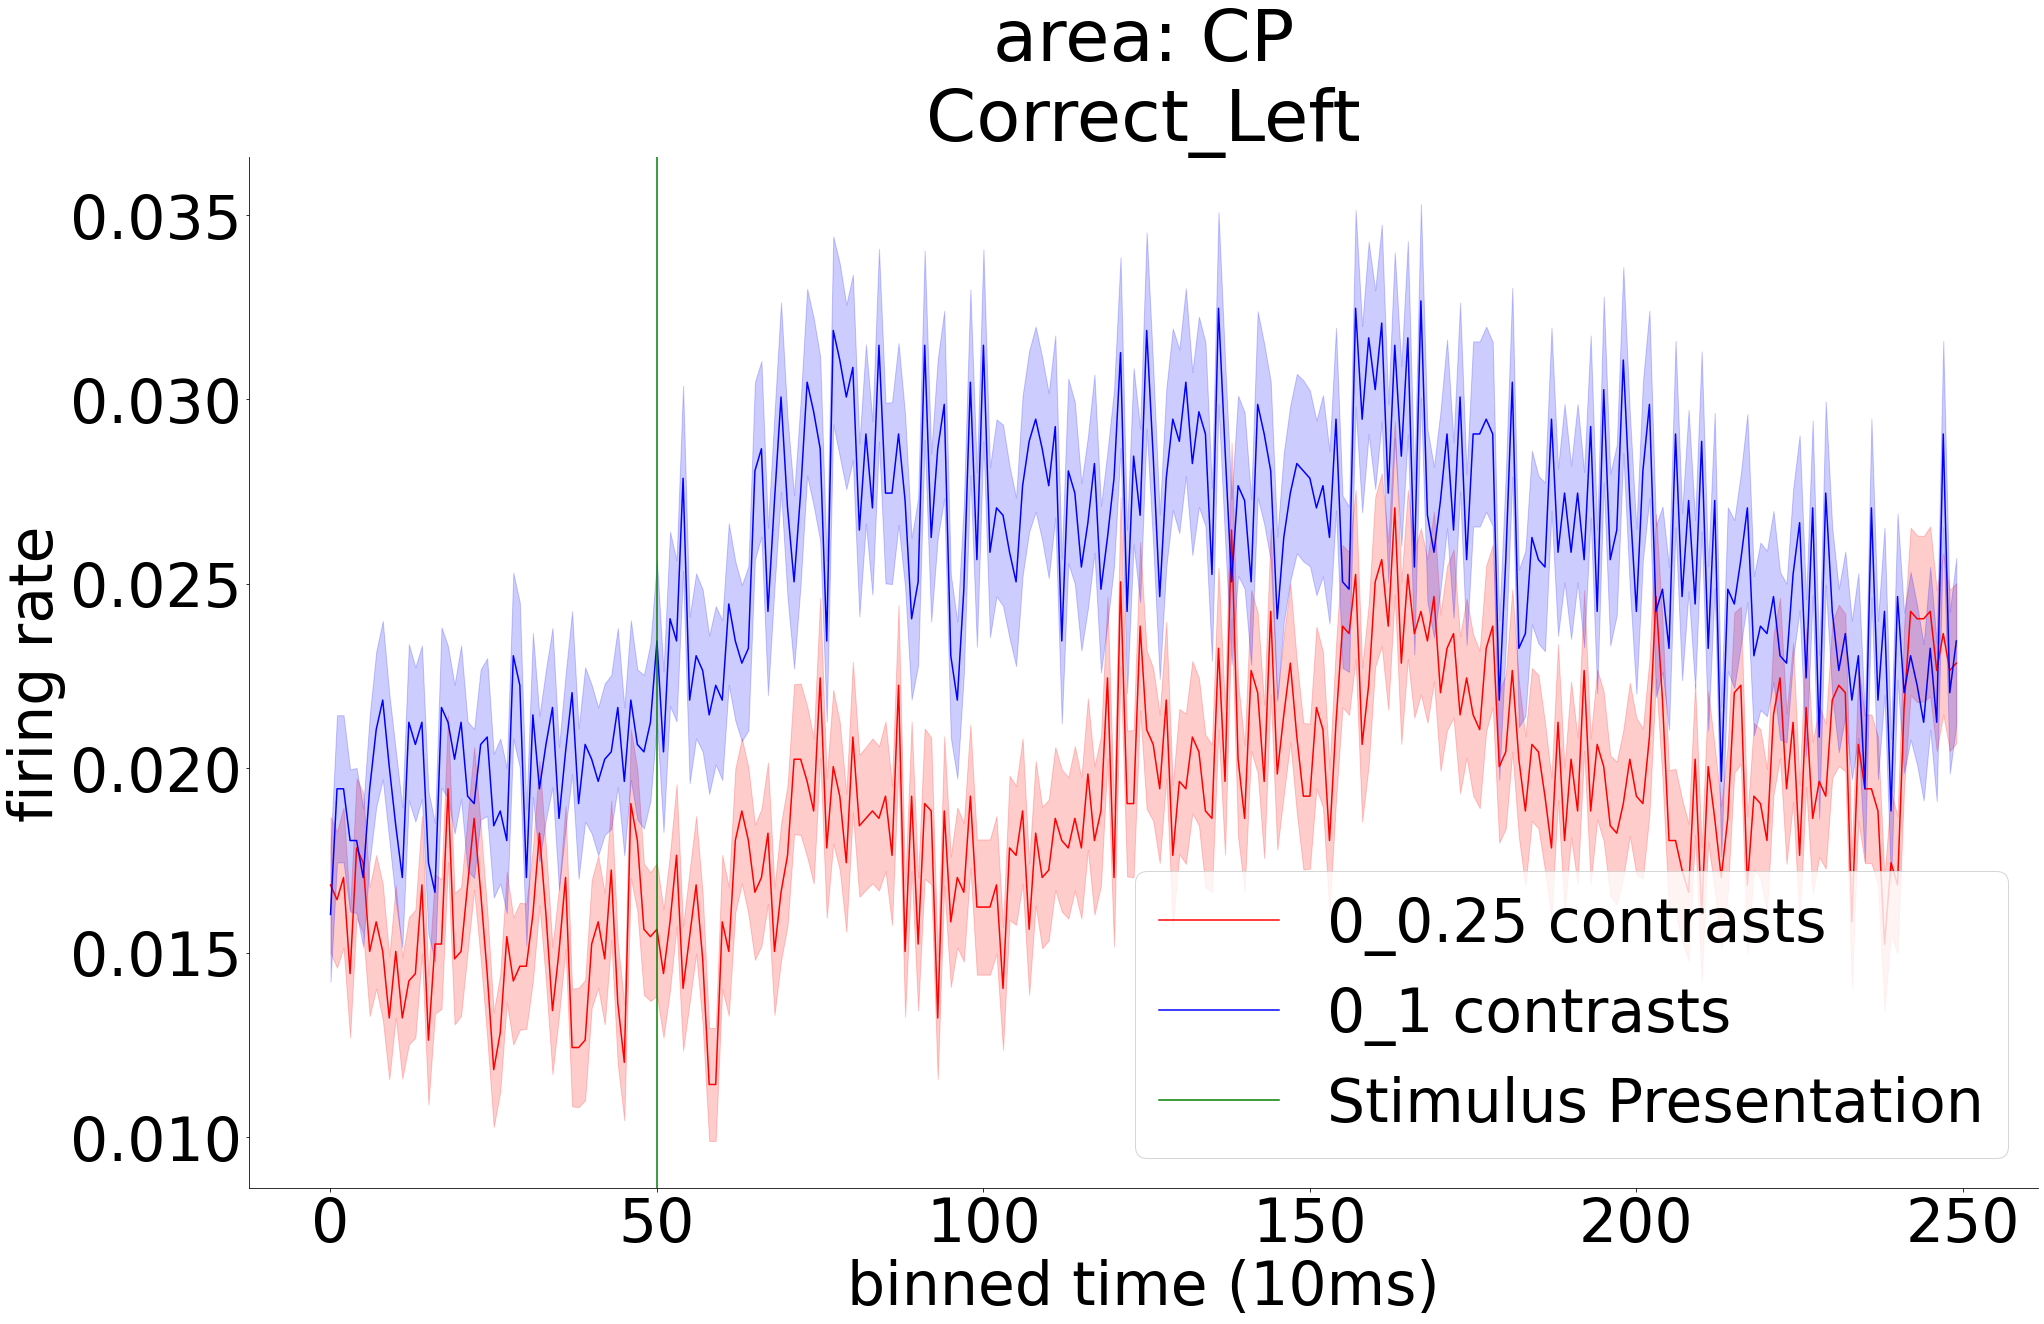 area: CP
Correct_Left
firing rate
0.035
0.030
0.025
0.020
0.015
0.010
0_0.25 contrasts
0_1 contrasts
Stimulus Presentation
0 50 100 150 200 250
binned time (10ms)